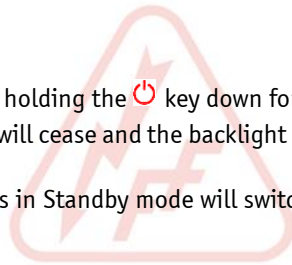 holding the key down fo
will cease and the backlight
s in Standby mode will switc